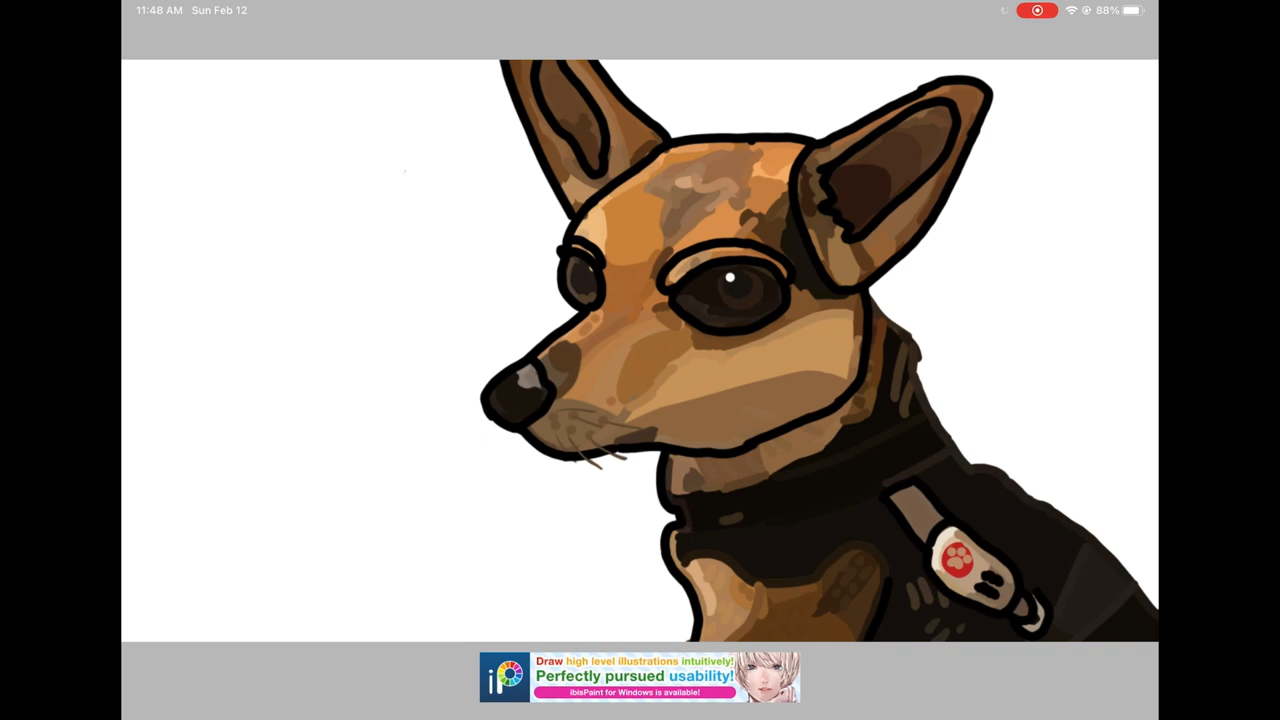 11:48 AM Sun Feb 12
88%
Draw high level illustrations intuitively!
iP
Perfectly pursued usability!
ibisPaint for Windows is available!